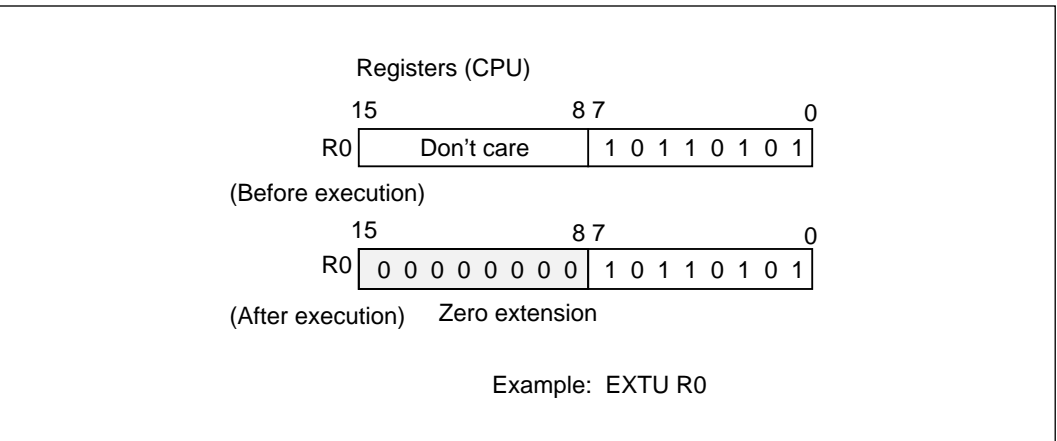 Registers (CPU)
15 8 7 0
R0 Don't care 1 0 1 1 0 1 0 1
(Before execution)
15 8 7 0
R0 0 0 0 0 0 0 0 0 1 0 1 1 0 1 0 1
(After execution) Zero extension
Example: EXTU R0